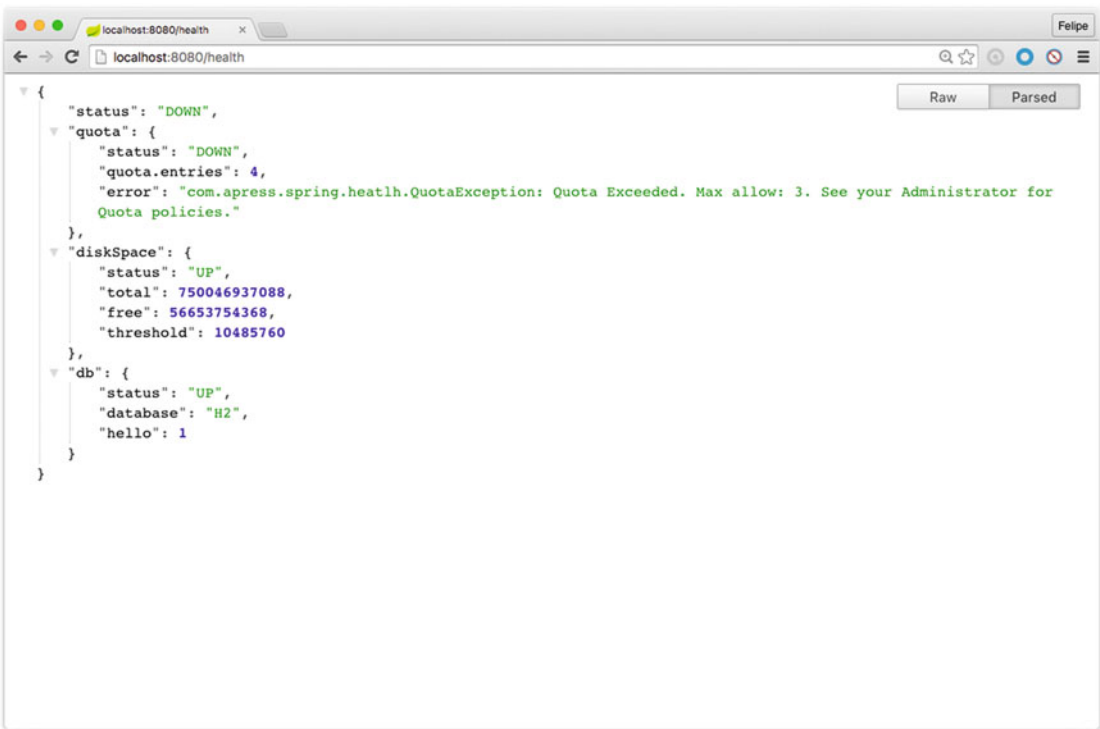 localhost:8080/health
Felipe
localhost:8080/health
Raw
Parsed
{
"status": "DOWN",
"quota": {
"status": "DOWN",
"quota.entries": 4,
"error": "com.apress.spring.heatlh.QuotaException: Quota Exceeded. Max allow: 3. See your Administrator for
Quota policies."
},
"diskSpace": {
"status": "UP",
"total": 750046937088,
"free": 56653754368,
"threshold": 10485760
},
"db": {
"status": "UP",
"database": "H2",
"hello": 1
}
}